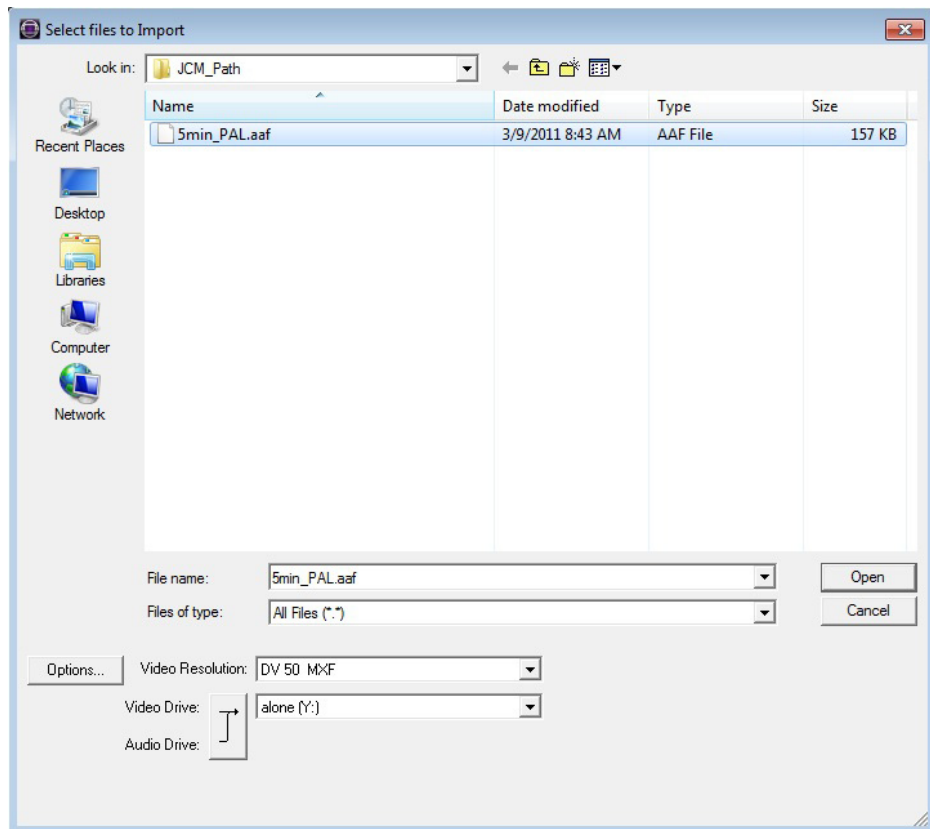 Select files to Import
Look in: JCM_Path
Name Date modified Type Size
5min_PAL.aaf 3/9/2011 8:43 AM AAF File 157 KB
Recent Places
Desktop
Libraries
Computer
Network
File name: 5min_PAL.aaf Open
Files of type: All Files (*.*) Cancel
Options... Video Resolution: DV 50 MXF
Video Drive: alone (Y:)
Audio Drive: